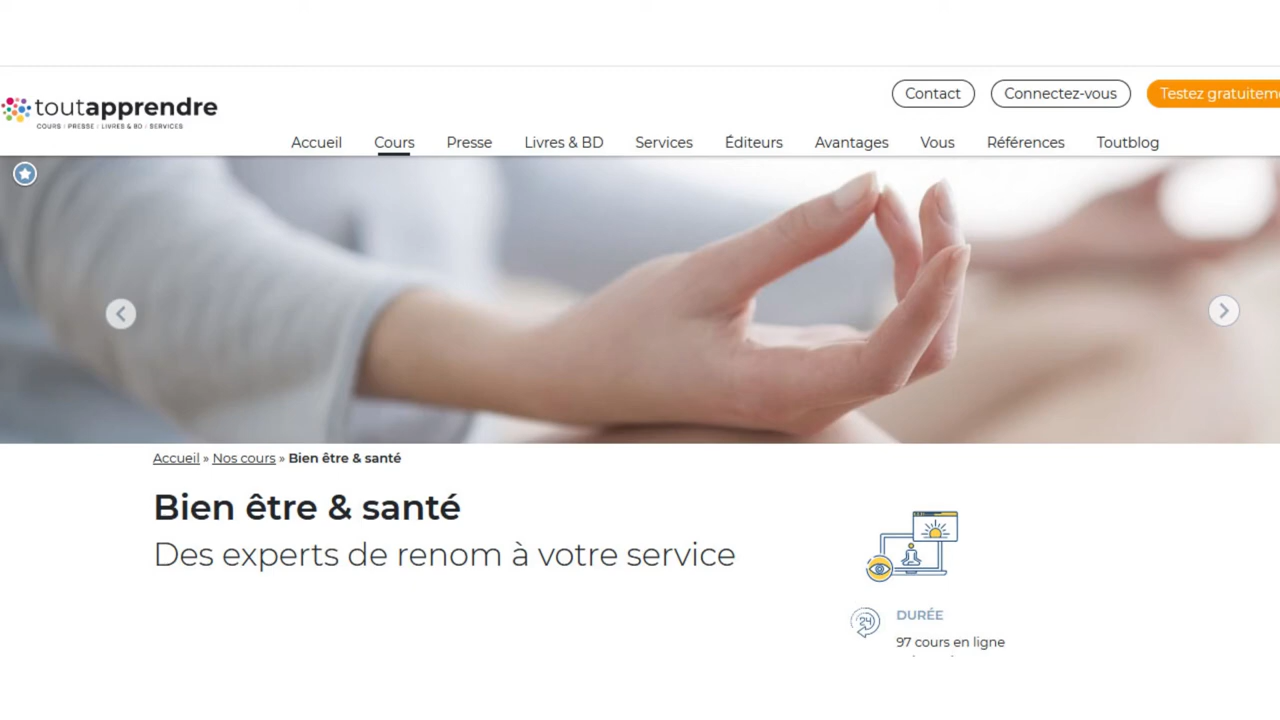 Contact
Connectez-vous
Testez gratuitem
toutapprendre
COURS | PRESSE | LIVRES & BD | SERVICES
Accueil
Cours
Presse
Livres & BD
Services
Éditeurs
Avantages
Vous
Références
Toutblog
Accueil » Nos cours » Bien être & santé
Bien être & santé
Des experts de renom à votre service
24
DURÉE
97 cours en ligne